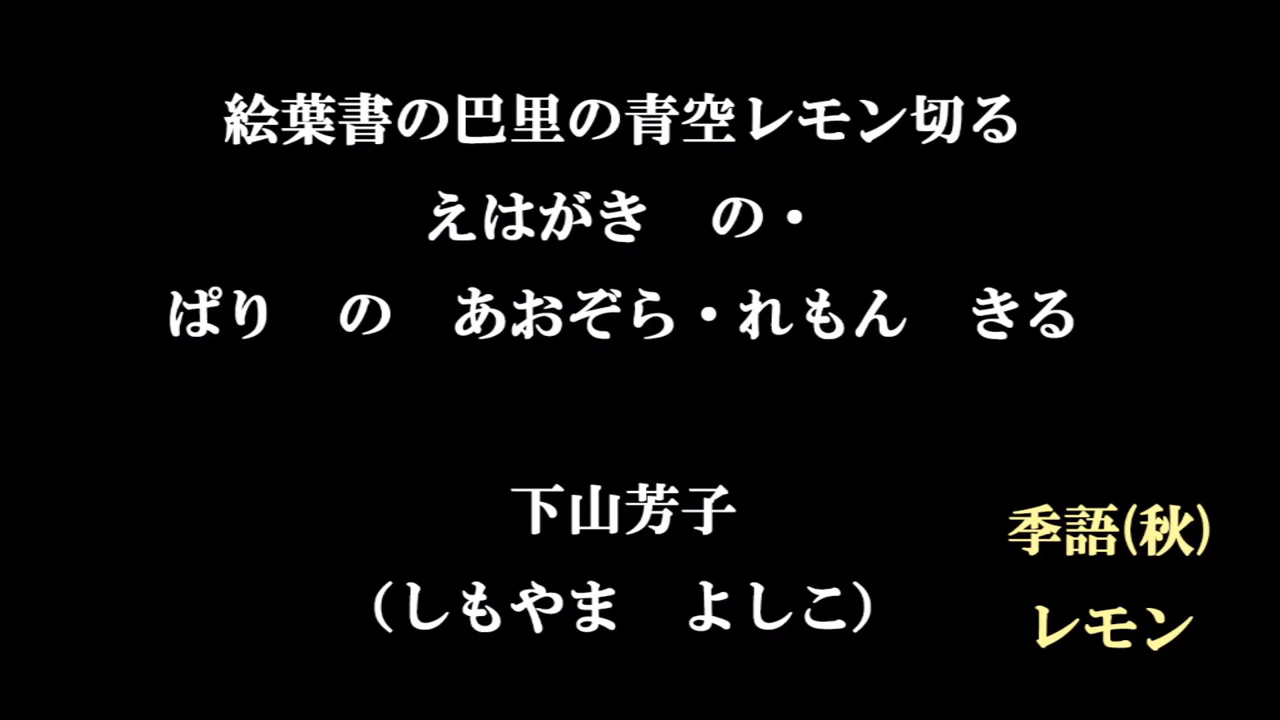 絵葉書の巴里の青空レモン切る
えはがき　の・
ぱり　の　あおぞら・れもん　きる
下山芳子
（しもやま　よしこ）
季語(秋)
レモン